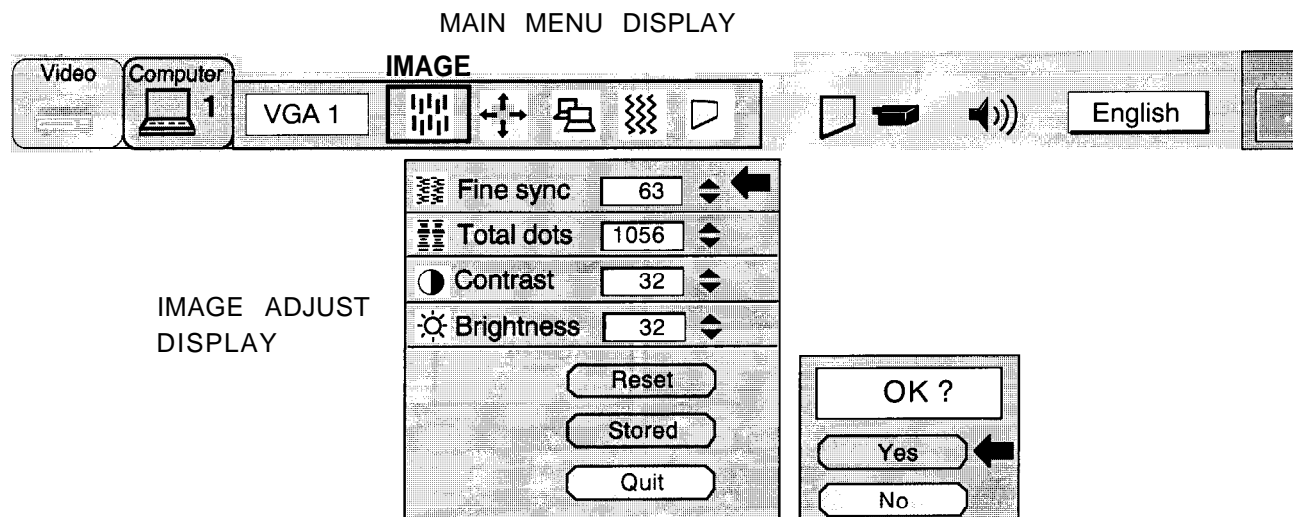 MAIN MENU DISPLAY
IMAGE
Video
Computer
1
VGA 1
English
Fine sync 63
Total dots 1056
Contrast 32
Brightness 32
IMAGE ADJUST
DISPLAY
Reset
Stored
Quit
OK ?
Yes
No